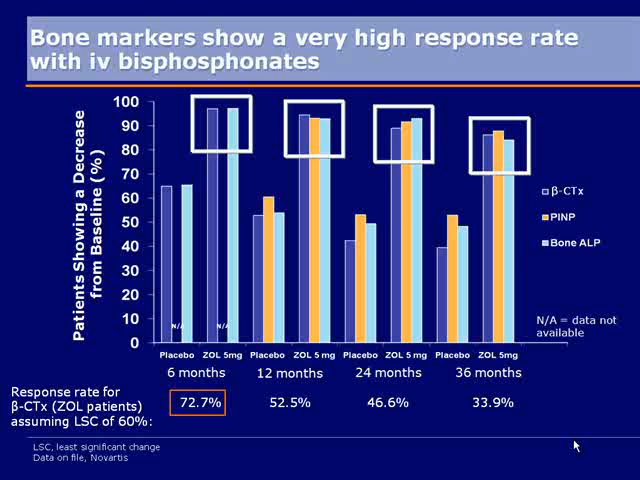 Bone markers show a very high response rate
with iv bisphosphonates
Patients Showing a Decrease
from Baseline (%)
100
90
80
70
60
50
40
30
20
10
0
N/A
N/A
β-CTx
PINP
Bone ALP
N/A = data not
available
Placebo ZOL 5mg Placebo ZOL 5 mg Placebo ZOL 5 mg Placebo ZOL 5mg
6 months 12 months 24 months 36 months
Response rate for
β-CTx (ZOL patients)
assuming LSC of 60%:
72.7% 52.5% 46.6% 33.9%
LSC, least significant change
Data on file, Novartis